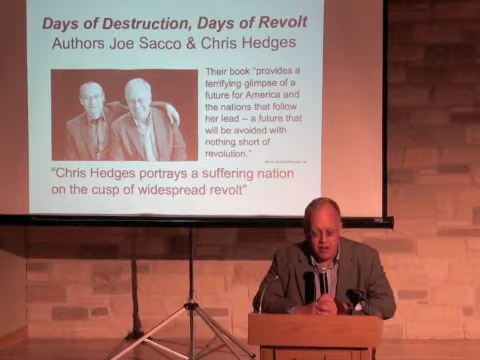 Days of Destruction, Days of Revolt
Authors Joe Sacco & Chris Hedges
Their book "provides a
terrifying glimpse of a
future for America and
the nations that follow
her lead – a future that
will be avoided with
nothing short of
revolution."
"Chris Hedges portrays a suffering nation
on the cusp of widespread revolt"